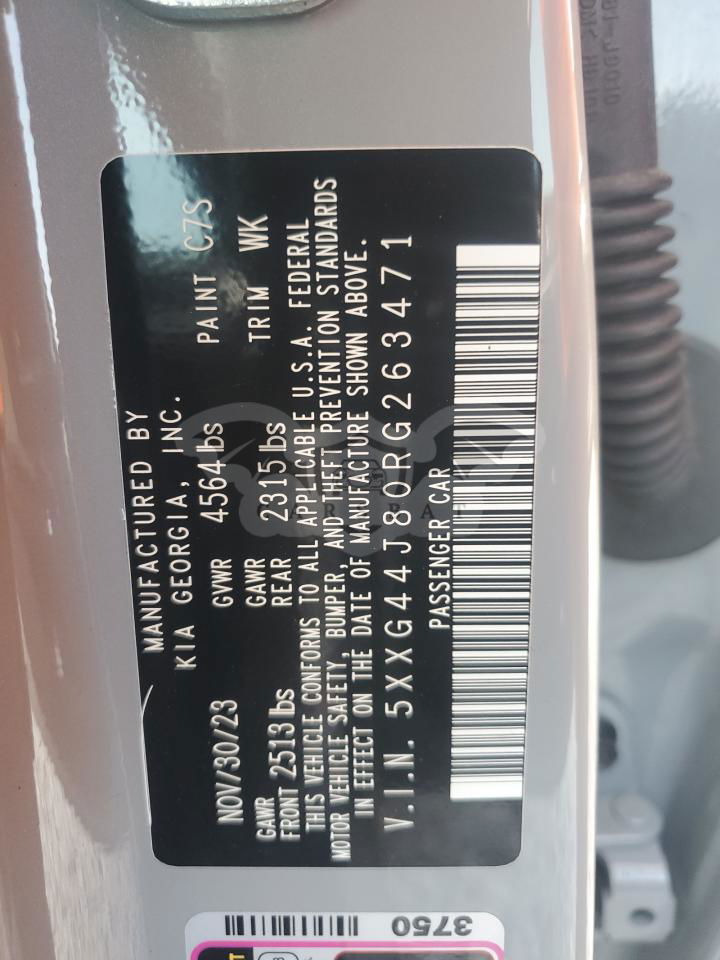 MANUFACTURED BY
KIA GEORGIA, INC.
NOV/30/23 GVWR 4564 lbs PAINT C7S
GAWR FRONT 2513 lbs GAWR REAR 2315 lbs TRIM WK
THIS VEHICLE CONFORMS TO ALL APPLICABLE U.S.A. FEDERAL
MOTOR VEHICLE SAFETY, BUMPER, AND THEFT PREVENTION STANDARDS
IN EFFECT ON THE DATE OF MANUFACTURE SHOWN ABOVE.
V.I.N. 5XXG44J80RG263471
PASSENGER CAR
3750